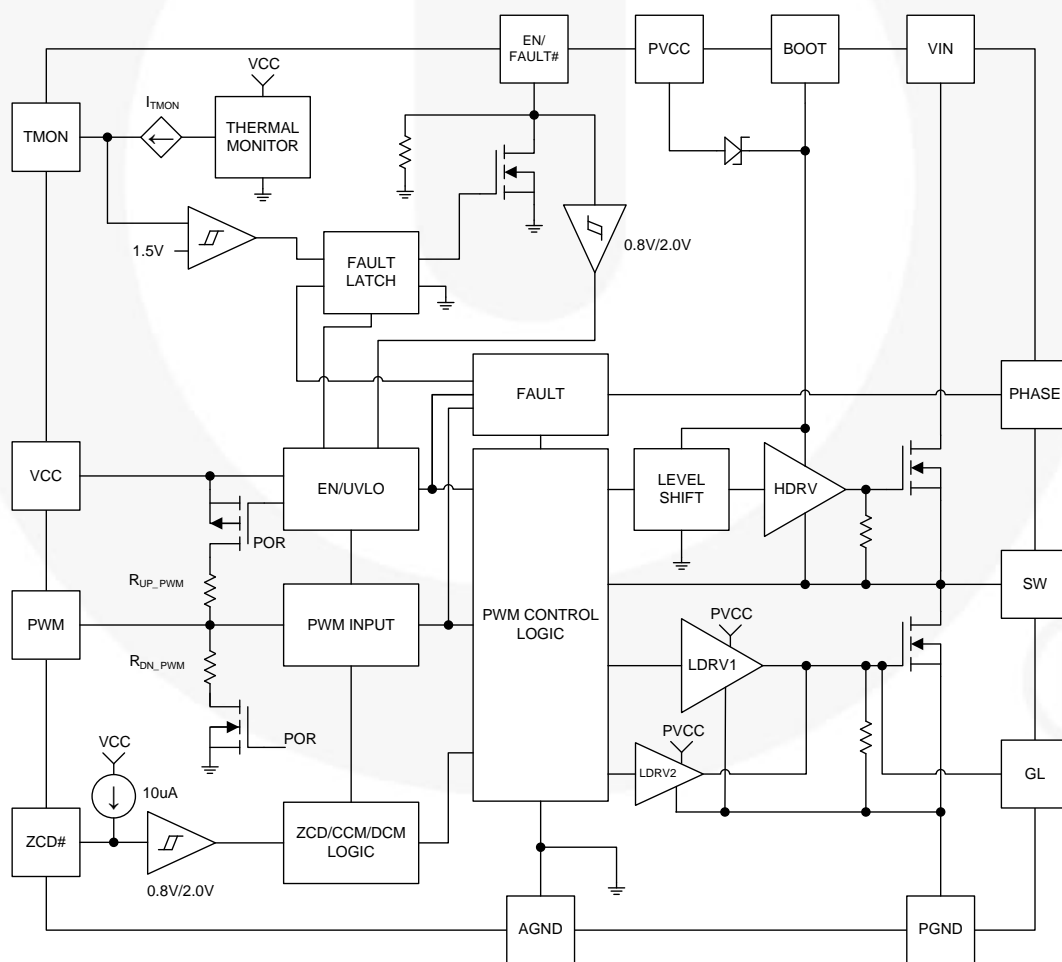 EN/
FAULT#
PVCC
BOOT
VIN
VCC
TMON
ITMON
THERMAL
MONITOR
1.5V
FAULT
LATCH
0.8V/2.0V
FAULT
PHASE
VCC
EN/UVLO
LEVEL
SHIFT
HDRV
POR
RUP_PWM
PWM
PWM INPUT
PWM CONTROL
LOGIC
SW
RDN_PWM
PVCC
LDRV1
POR
PVCC
LDRV2
VCC
10uA
GL
ZCD#
ZCD/CCM/DCM
LOGIC
0.8V/2.0V
AGND
PGND